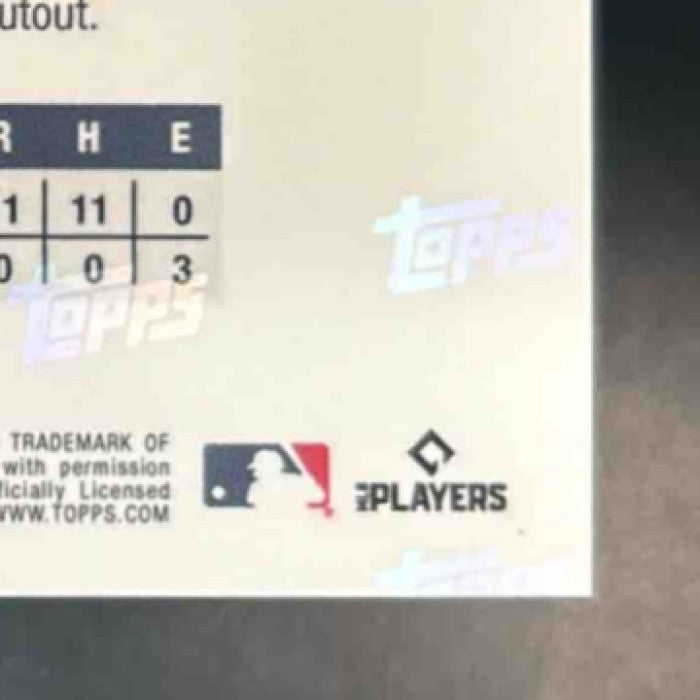 utout.
R H E
1 11 0
0 0 3
TOPPS
TOPPS
TRADEMARK OF
with permission
ficially Licensed
WWW.TOPPS.COM
PLAYERS